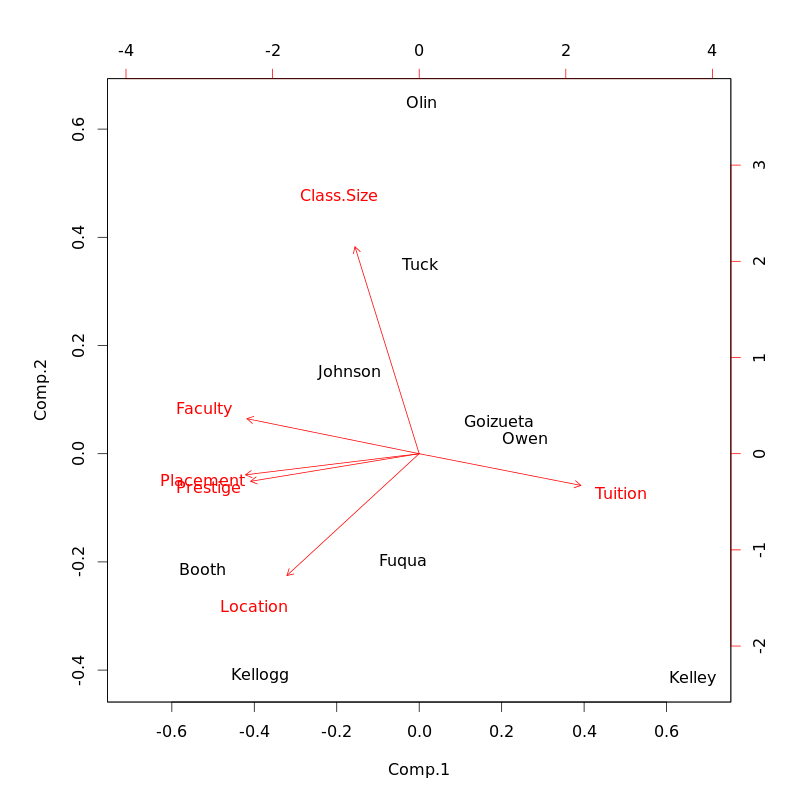 -4 -2 0 2 4
Olin
0.6
3
Class.Size
0.4
Tuck
2
Comp.2
0.2
1
Johnson
Faculty
Goizueta
Owen
0.0
0
Placement
Prestige
Tuition
-0.2
-1
Fuqua
Booth
Location
-2
-0.4
Kellogg
Kelley
-0.6 -0.4 -0.2 0.0 0.2 0.4 0.6
Comp.1